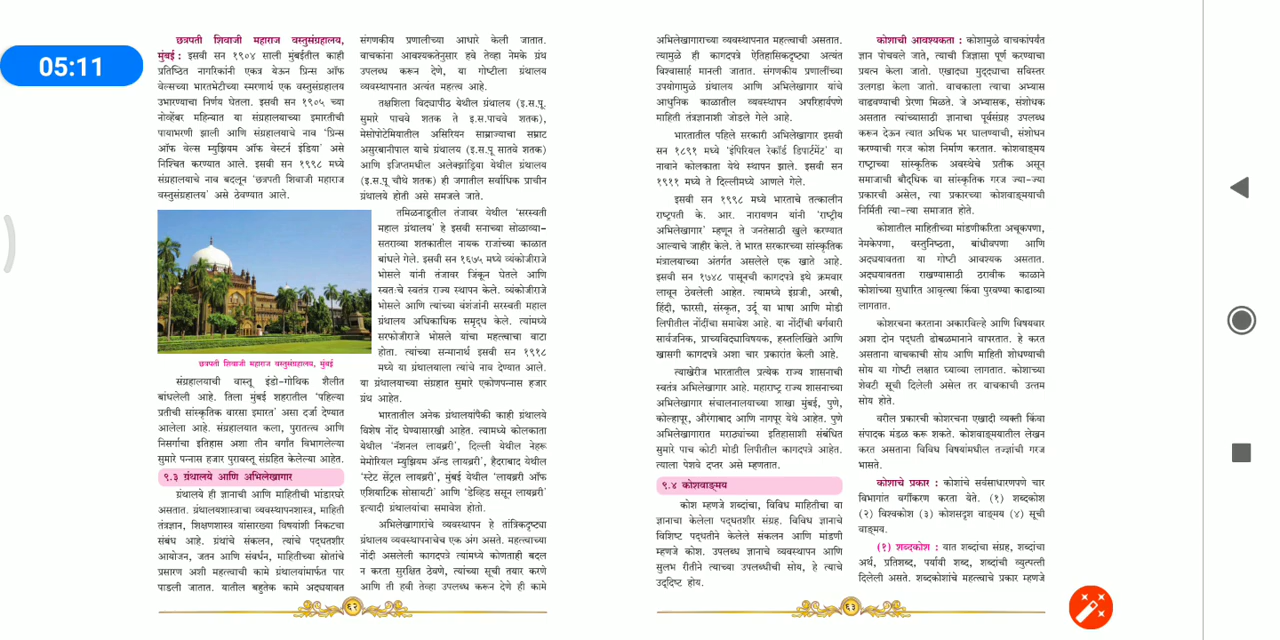 05:11
छत्रपती शिवाजी महाराज वस्तुसंग्रहालय,
मुंबई : इसवी सन १९०४ साली मुंबईतील काही
प्रतिष्ठित नागरिकांनी एकत्र येऊन प्रिन्स ऑफ
वेल्सच्या भारतभेटीच्या स्मरणार्थ एक वस्तुसंग्रहालय
उभारण्याचा निर्णय घेतला. इसवी सन १९०५ च्या
नोव्हेंबर महिन्यात या संग्रहालयाच्या इमारतीची
पायाभरणी झाली आणि संग्रहालयाचे नाव ‘प्रिन्स
ऑफ वेल्स म्युझियम ऑफ वेस्टर्न इंडिया’ असे
निश्चित करण्यात आले. इसवी सन १९९८ मध्ये
संग्रहालयाचे नाव बदलून ‘छत्रपती शिवाजी महाराज
वस्तुसंग्रहालय’ असे ठेवण्यात आले.
छत्रपती शिवाजी महाराज वस्तुसंग्रहालय, मुंबई
संग्रहालयाची वास्तू इंडो-गोथिक शैलीत
बांधलेली आहे. तिला मुंबई शहरातील ‘पहिल्या
प्रतीची सांस्कृतिक वारसा इमारत’ असा दर्जा देण्यात
आलेला आहे. संग्रहालयात कला, पुरातत्त्व आणि
निसर्गाचा इतिहास अशा तीन वर्गांत विभागलेल्या
सुमारे पन्नास हजार पुरावस्तू संग्रहित केलेल्या आहेत.
९.३ ग्रंथालये आणि अभिलेखागार
ग्रंथालये ही ज्ञानाची आणि माहितीची भांडारघरे
असतात. ग्रंथालयशास्त्राचा व्यवस्थापनशास्त्र, माहिती
तंत्रज्ञान, शिक्षणशास्त्र यांसारख्या विषयांशी निकटचा
संबंध आहे. ग्रंथांचे संकलन, त्यांचे पद्धतशीर
आयोजन, जतन आणि संवर्धन, माहितीच्या स्रोतांचे
प्रसारण अशी महत्त्वाची कामे ग्रंथालयांमार्फत पार
पाडली जातात. यातील बहुतेक कामे अद्ययावत
संगणकीय प्रणालीच्या आधारे केली जातात.
वाचकांना आवश्यकतेनुसार हवे तेव्हा नेमके ग्रंथ
उपलब्ध करून देणे, या गोष्टीला ग्रंथालय
व्यवस्थापनात अत्यंत महत्त्व आहे.
तक्षशिला विद्यापीठ येथील ग्रंथालय (इ.स.पू.
सुमारे पाचवे शतक ते इ.स.पाचवे शतक),
मेसोपोटेमियातील असिरियन साम्राज्याचा सम्राट
असुरबानीपाल याचे ग्रंथालय (इ.स.पू सातवे शतक)
आणि इजिप्तमधील अलेक्झांड्रिया येथील ग्रंथालय
(इ.स.पू चौथे शतक) ही जगातील सर्वाधिक प्राचीन
ग्रंथालये होती असे समजले जाते.
तमिळनाडूतील तंजावर येथील ‘सरस्वती
महाल ग्रंथालय’ हे इसवी सनाच्या सोळाव्या-
सतराव्या शतकातील नायक राजांच्या काळात
बांधले गेले. इसवी सन १६७५ मध्ये व्यंकोजीराजे
भोसले यांनी तंजावर जिंकून घेतले आणि
स्वतःचे स्वतंत्र राज्य स्थापन केले. व्यंकोजीराजे
भोसले आणि त्यांच्या वंशजांनी सरस्वती महाल
ग्रंथालय अधिकाधिक समृद्ध केले. त्यांमध्ये
सरफोजीराजे भोसले यांचा महत्त्वाचा वाटा
होता. त्यांच्या सन्मानार्थ इसवी सन १९१८
मध्ये या ग्रंथालयाला त्यांचे नाव देण्यात आले.
या ग्रंथालयाच्या संग्रहात सुमारे एकोणपन्नास हजार
ग्रंथ आहेत.
भारतातील अनेक ग्रंथालयांपैकी काही ग्रंथालये
विशेष नोंद घेण्यासारखी आहेत. त्यामध्ये कोलकाता
येथील ‘नॅशनल लायब्ररी’, दिल्ली येथील नेहरू
मेमोरियल म्युझियम अँन्ड लायब्ररी’, हैदराबाद येथील
‘स्टेट सेंट्रल लायब्ररी’, मुंबई येथील ‘लायब्ररी ऑफ
एशियाटिक सोसायटी’ आणि ‘डेव्हिड ससून लायब्ररी’
इत्यादी ग्रंथालयांचा समावेश होतो.
अभिलेखागारांचे व्यवस्थापन हे तांत्रिकदृष्ट्या
ग्रंथालय व्यवस्थापनाचेच एक अंग असते. महत्त्वाच्या
नोंदी असलेली कागदपत्रे त्यांमध्ये कोणताही बदल
न करता सुरक्षित ठेवणे, त्यांच्या सूची तयार करणे
आणि ती हवी तेव्हा उपलब्ध करून देणे ही कामे
६२
अभिलेखागाराच्या व्यवस्थापनात महत्त्वाची असतात.
त्यामुळे ही कागदपत्रे ऐतिहासिकदृष्ट्या अत्यंत
विश्वासार्ह मानली जातात. संगणकीय प्रणालींच्या
उपयोगामुळे ग्रंथालय आणि अभिलेखागार यांचे
आधुनिक काळातील व्यवस्थापन अपरिहार्यपणे
माहिती तंत्रज्ञानाशी जोडले गेले आहे.
भारतातील पहिले सरकारी अभिलेखागार इसवी
सन १८९१ मध्ये ‘इंपिरियल रेकॉर्ड डिपार्टमेंट’ या
नावाने कोलकाता येथे स्थापन झाले. इसवी सन
१९११ मध्ये ते दिल्लीमध्ये आणले गेले.
इसवी सन १९९८ मध्ये भारताचे तत्कालीन
राष्ट्रपती के. आर. नारायणन यांनी ‘राष्ट्रीय
अभिलेखागार’ म्हणून ते जनतेसाठी खुले करण्यात
आल्याचे जाहीर केले. ते भारत सरकारच्या सांस्कृतिक
मंत्रालयाच्या अंतर्गत असलेले एक खाते आहे.
इसवी सन १७४८ पासूनची कागदपत्रे इथे क्रमवार
लावून ठेवलेली आहेत. त्यामध्ये इंग्रजी, अरबी,
हिंदी, फारसी, संस्कृत, उर्दू या भाषा आणि मोडी
लिपीतील नोंदींचा समावेश आहे. या नोंदींची वर्गवारी
सार्वजनिक, प्राच्यविद्याविषयक, हस्तलिखिते आणि
खासगी कागदपत्रे अशा चार प्रकारांत केली आहे.
त्याखेरीज भारतातील प्रत्येक राज्य शासनाची
स्वतंत्र अभिलेखागार आहे. महाराष्ट्र राज्य शासनाच्या
अभिलेखागार संचालनालयाच्या शाखा मुंबई, पुणे,
कोल्हापूर, औरंगाबाद आणि नागपूर येथे आहेत. पुणे
अभिलेखागारात मराठ्यांच्या इतिहासाशी संबंधित
सुमारे पाच कोटी मोडी लिपीतील कागदपत्रे आहेत.
त्याला पेशवे दप्तर असे म्हणतात.
९.४ कोशवाङ्मय
कोश म्हणजे शब्दांचा, विविध माहितीचा वा
ज्ञानाचा केलेला पद्धतशीर संग्रह. विविध ज्ञानाचे
विशिष्ट पद्धतीने केलेले संकलन आणि मांडणी
म्हणजे कोश. उपलब्ध ज्ञानाचे व्यवस्थापन आणि
सुलभ रीतीने त्याच्या उपलब्धीची सोय, हे त्याचे
उद्दिष्ट होय.
कोशाची आवश्यकता : कोशामुळे वाचकांपर्यंत
ज्ञान पोचवले जाते, त्याची जिज्ञासा पूर्ण करण्याचा
प्रयत्न केला जातो. एखाद्या मुद्द्याचा सविस्तर
उलगडा केला जातो. वाचकाला त्याचा अभ्यास
वाढवण्याची प्रेरणा मिळते. जे अभ्यासक, संशोधक
असतात त्यांच्यासाठी ज्ञानाचा पूर्वसंग्रह उपलब्ध
करून देऊन त्यात अधिक भर घालण्याची, संशोधन
करण्याची गरज कोश निर्माण करतात. कोशवाङ्मय
राष्ट्राच्या सांस्कृतिक अवस्थेचे प्रतीक असून
समाजाची बौद्धिक वा सांस्कृतिक गरज ज्या-ज्या
प्रकारची असेल, त्या प्रकारच्या कोशवाङ्मयाची
निर्मिती त्या-त्या समाजात होते.
कोशातील माहितीच्या मांडणीकरिता अचूकपणा,
नेमकेपणा, वस्तुनिष्ठता, बांधीवपणा आणि
अद्ययावतता या गोष्टी आवश्यक असतात.
अद्ययावतता राखण्यासाठी ठरावीक काळाने
कोशांच्या सुधारित आवृत्त्या किंवा पुरवण्या काढाव्या
लागतात.
कोशरचना करताना अकारविल्हे आणि विषयवार
अशा दोन पद्धती ढोबळमानाने वापरतात. हे करत
असताना वाचकाची सोय आणि माहिती शोधण्याची
सोय या गोष्टी लक्षात घ्याव्या लागतात. कोशाच्या
शेवटी सूची दिलेली असेल तर वाचकाची उत्तम
सोय होते.
वरील प्रकारची कोशरचना एखादी व्यक्ती किंवा
संपादक मंडळ करू शकते. कोशवाङ्मयातील लेखन
करत असताना विविध विषयांमधील तज्ज्ञांची गरज
भासते.
कोशाचे प्रकार : कोशांचे सर्वसाधारणपणे चार
विभागांत वर्गीकरण करता येते. (१) शब्दकोश
(२) विश्वकोश (३) कोशसदृश वाङ्मय (४) सूची
वाङ्मय.
(१) शब्दकोश : यात शब्दांचा संग्रह, शब्दांचा
अर्थ, प्रतिशब्द, पर्यायी शब्द, शब्दांची व्युत्पत्ती
दिलेली असते. शब्दकोशांचे महत्त्वाचे प्रकार म्हणजे
६३